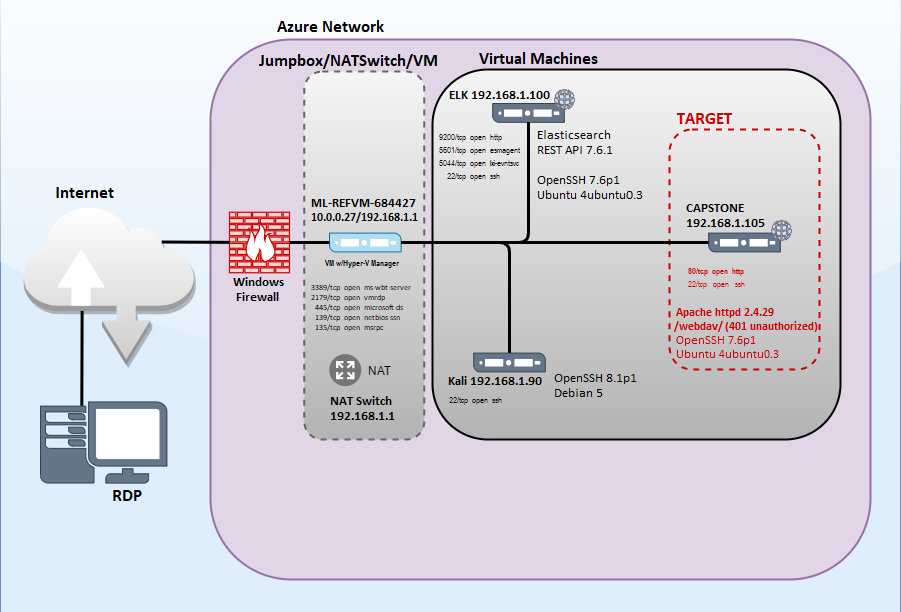 Azure Network
Jumpbox/NATSwitch/VM
Virtual Machines
ELK 192.168.1.100
9200/tcp open http
5601/tcp open esmagent
5044/tcp open lxi-evntsvc
22/tcp open ssh
Elasticsearch
REST API 7.6.1
OpenSSH 7.6p1
Ubuntu 4ubuntu0.3
TARGET
CAPSTONE
192.168.1.105
80/tcp open http
22/tcp open ssh
Apache httpd 2.4.29
/webdav/ (401 unauthorized)
OpenSSH 7.6p1
Ubuntu 4ubuntu0.3
Internet
Windows
Firewall
ML-REFVM-684427
10.0.0.27/192.168.1.1
VM w/Hyper-V Manager
3389/tcp open ms-wbt-server
2179/tcp open vmrdp
445/tcp open microsoft-ds
139/tcp open netbios-ssn
135/tcp open msrpc
NAT
NAT Switch
192.168.1.1
Kali 192.168.1.90
22/tcp open ssh
OpenSSH 8.1p1
Debian 5
RDP